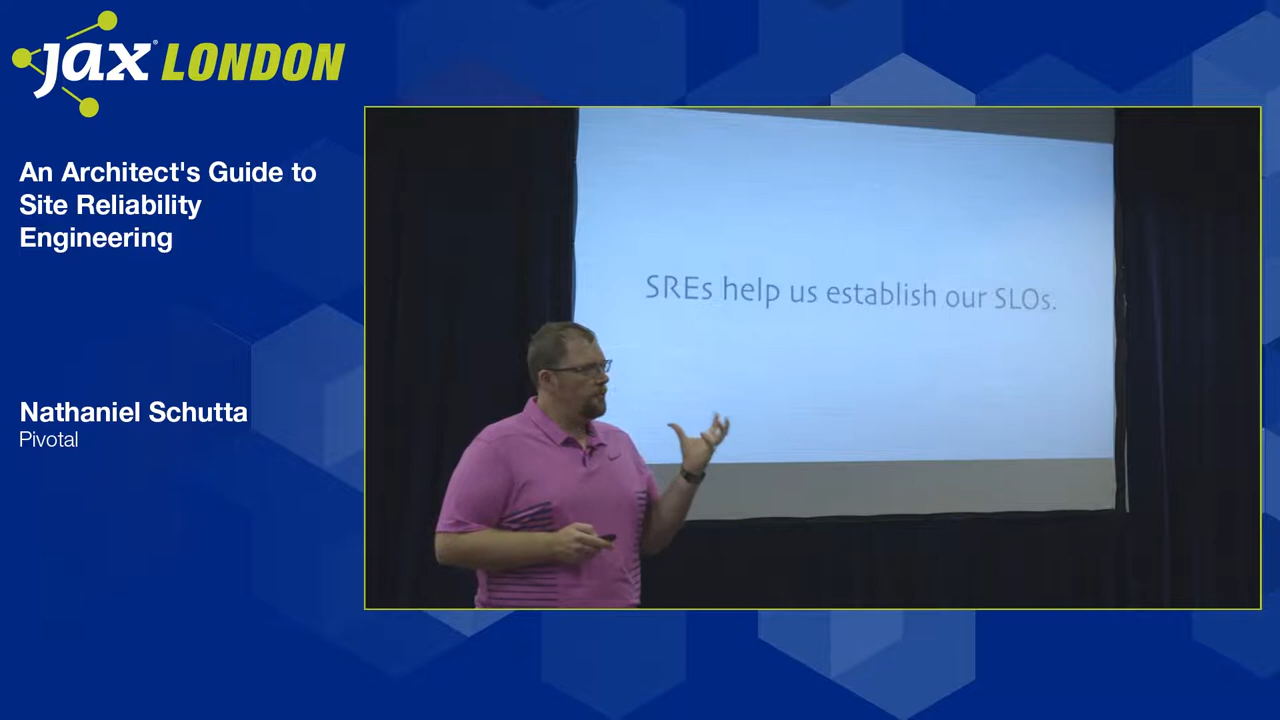 jax® LONDON
An Architect's Guide to
Site Reliability
Engineering
Nathaniel Schutta
Pivotal
SREs help us establish our SLOs.